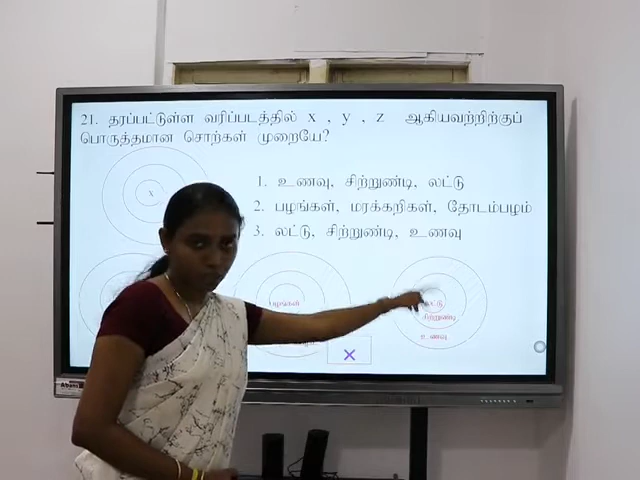 21. தரப்பட்டுள்ள வரிப்படத்தில் x , y , z ஆகியவற்றிற்குப்
பொருத்தமான சொற்கள் முறையே?
x
1. உணவு, சிற்றுண்டி, லட்டு
2. பழங்கள், மரக்கறிகள், தோடம்பழம்
3. லட்டு, சிற்றுண்டி, உணவு
பழங்கள்
சிற்றுண்டி
உணவு